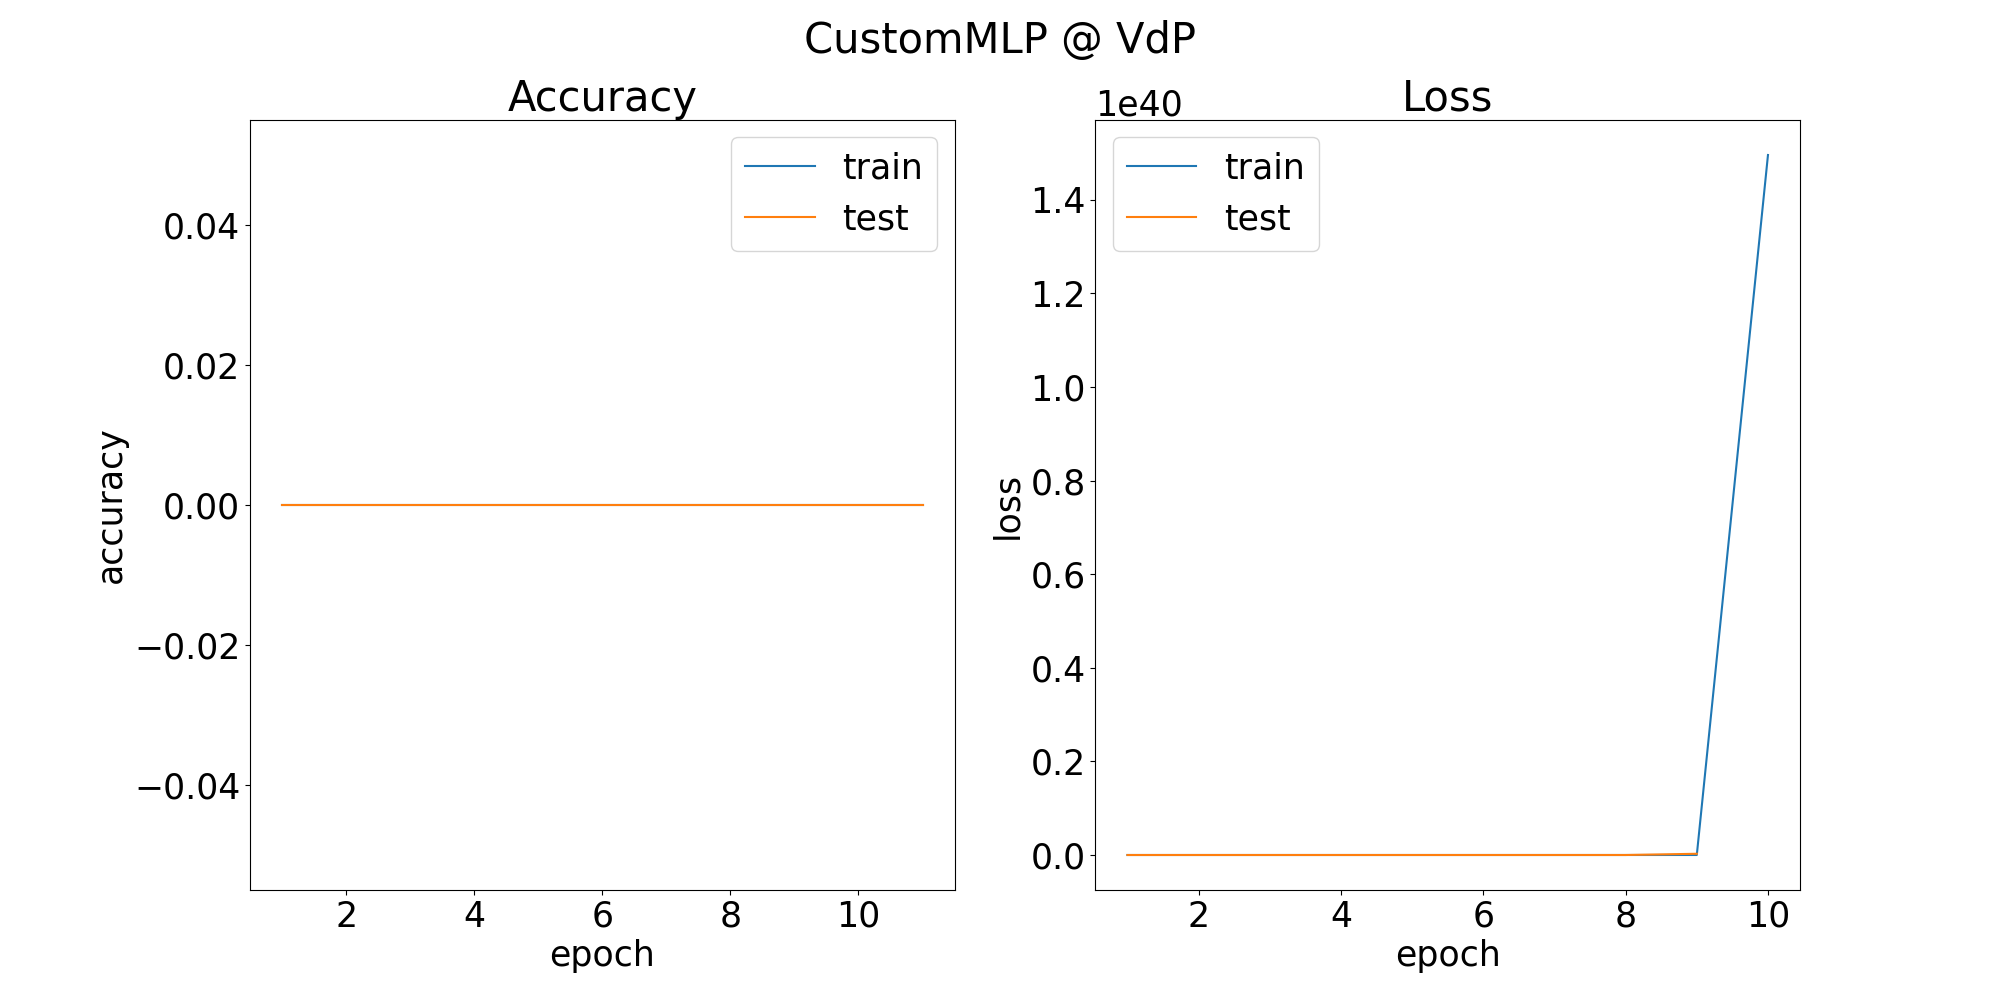 CustomMLP @ VdP
Accuracy
train
test
0.04
0.02
0.00
−0.02
−0.04
accuracy
2 4 6 8 10
epoch
Loss
1e40
train
test
1.4
1.2
1.0
0.8
0.6
0.4
0.2
0.0
loss
2 4 6 8 10
epoch